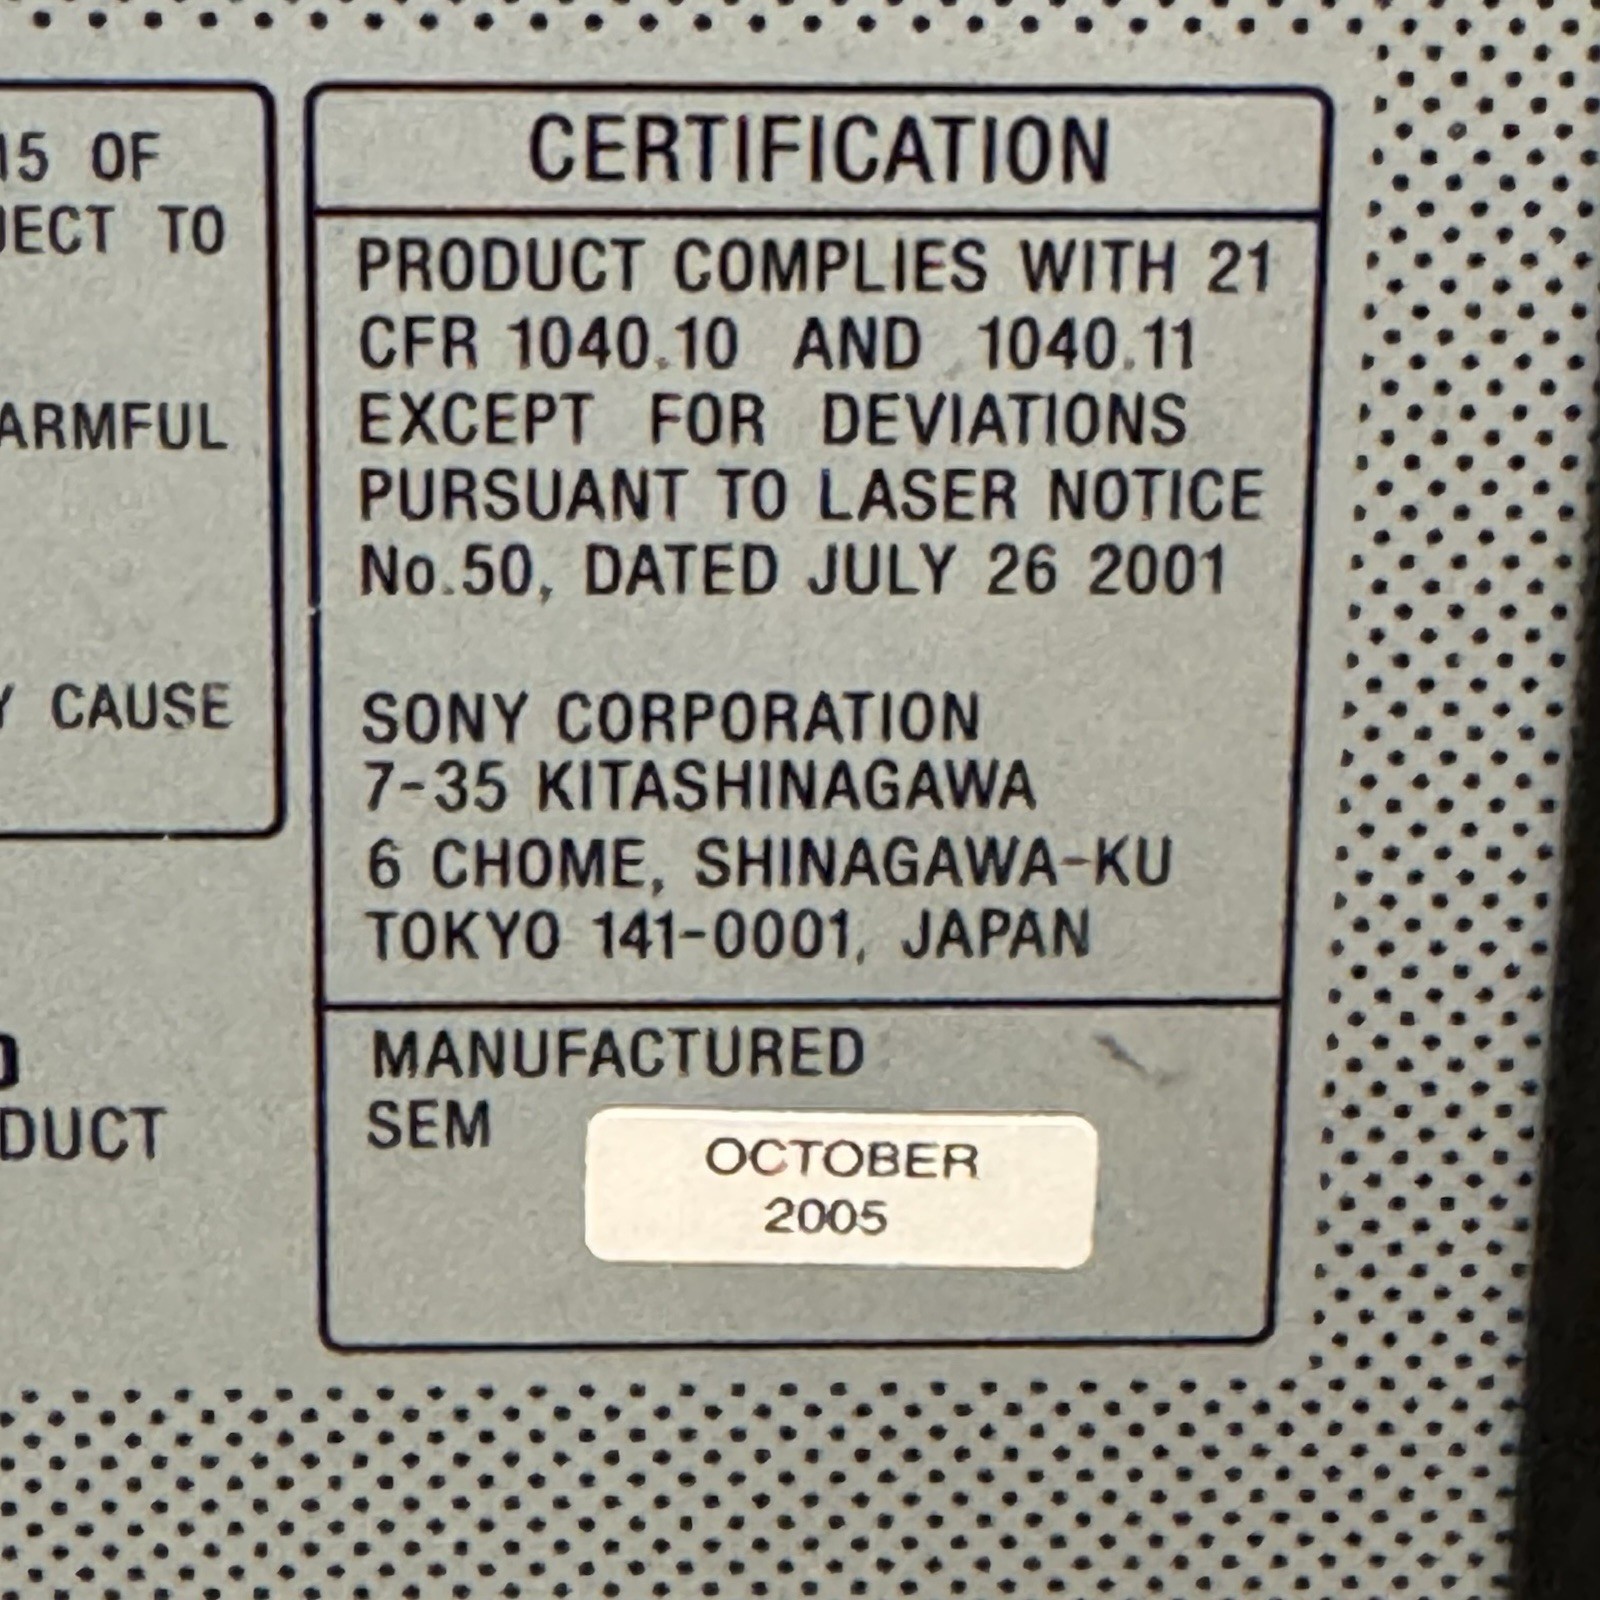 15 OF
JECT TO
ARMFUL
Y CAUSE
DUCT
CERTIFICATION
PRODUCT COMPLIES WITH 21
CFR 1040.10 AND 1040.11
EXCEPT FOR DEVIATIONS
PURSUANT TO LASER NOTICE
No.50, DATED JULY 26 2001
SONY CORPORATION
7-35 KITASHINAGAWA
6 CHOME, SHINAGAWA-KU
TOKYO 141-0001, JAPAN
MANUFACTURED
SEM
OCTOBER
2005